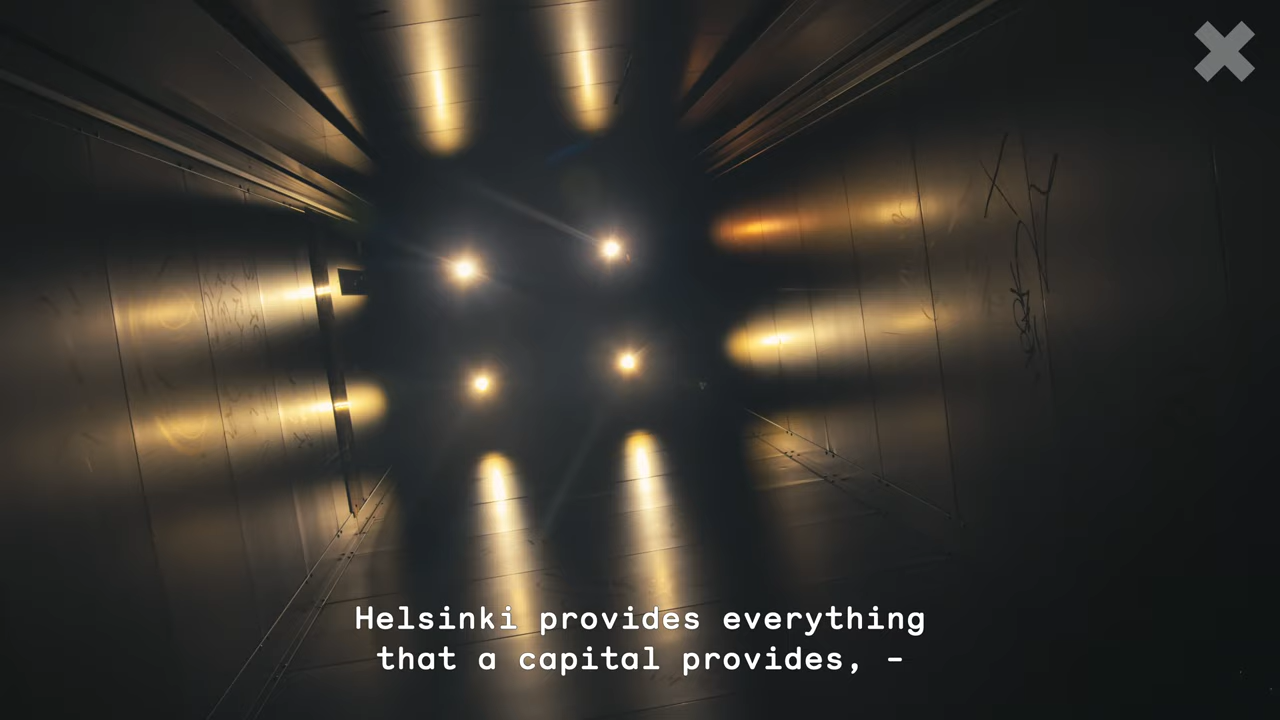 Helsinki provides everything
that a capital provides, –